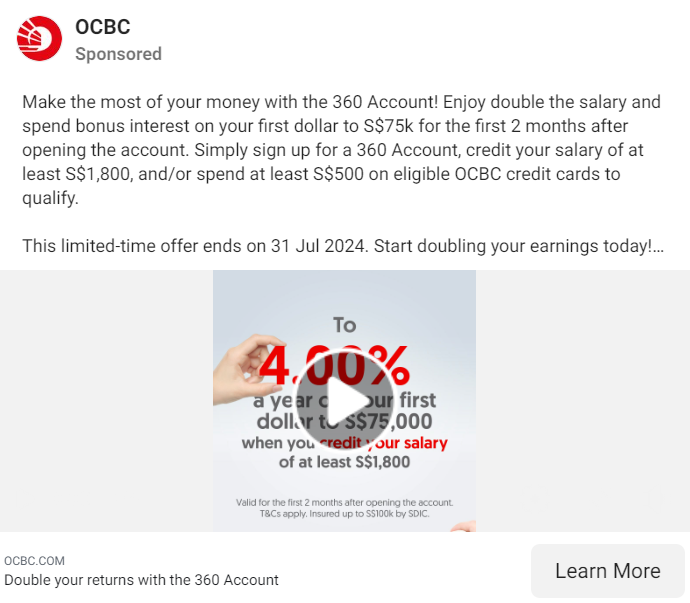 OCBC
Sponsored
Make the most of your money with the 360 Account! Enjoy double the salary and
spend bonus interest on your first dollar to S$75k for the first 2 months after
opening the account. Simply sign up for a 360 Account, credit your salary of at
least S$1,800, and/or spend at least S$500 on eligible OCBC credit cards to
qualify.
This limited-time offer ends on 31 Jul 2024. Start doubling your earnings today!...
To
4.00%
a year on your first
dollar to S$75,000
when you credit your salary
of at least S$1,800
Valid for the first 2 months after opening the account.
T&Cs apply. Insured up to S$100k by SDIC.
OCBC.COM
Double your returns with the 360 Account
Learn More